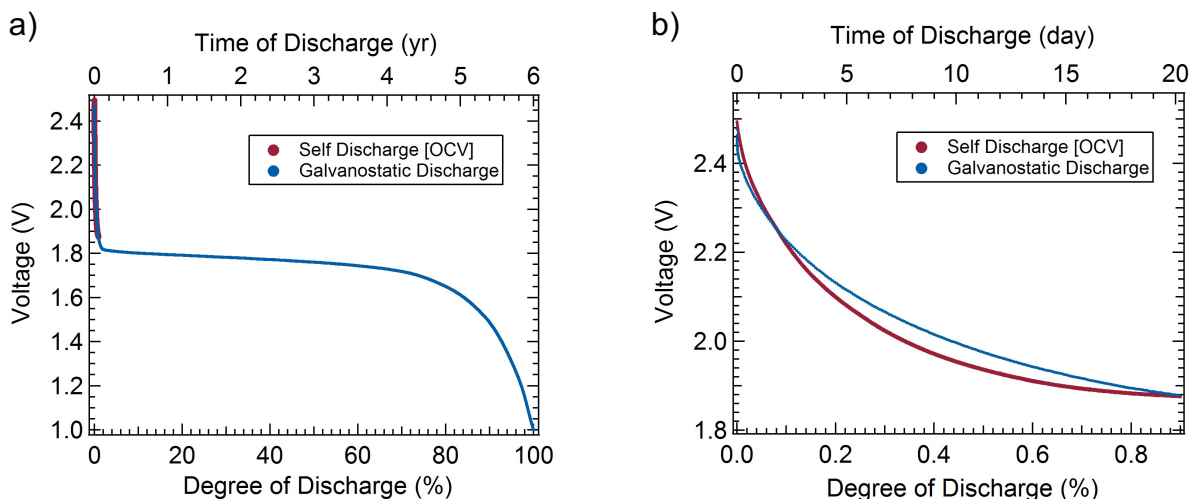 a)
Time of Discharge (yr)
0 1 2 3 4 5 6
Voltage (V)
2.4
2.2
2.0
1.8
1.6
1.4
1.2
1.0
Self Discharge [OCV]
Galvanostatic Discharge
0 20 40 60 80 100
Degree of Discharge (%)
b)
Time of Discharge (day)
0 5 10 15 20
Voltage (V)
2.4
2.2
2.0
1.8
Self Discharge [OCV]
Galvanostatic Discharge
0.0 0.2 0.4 0.6 0.8
Degree of Discharge (%)